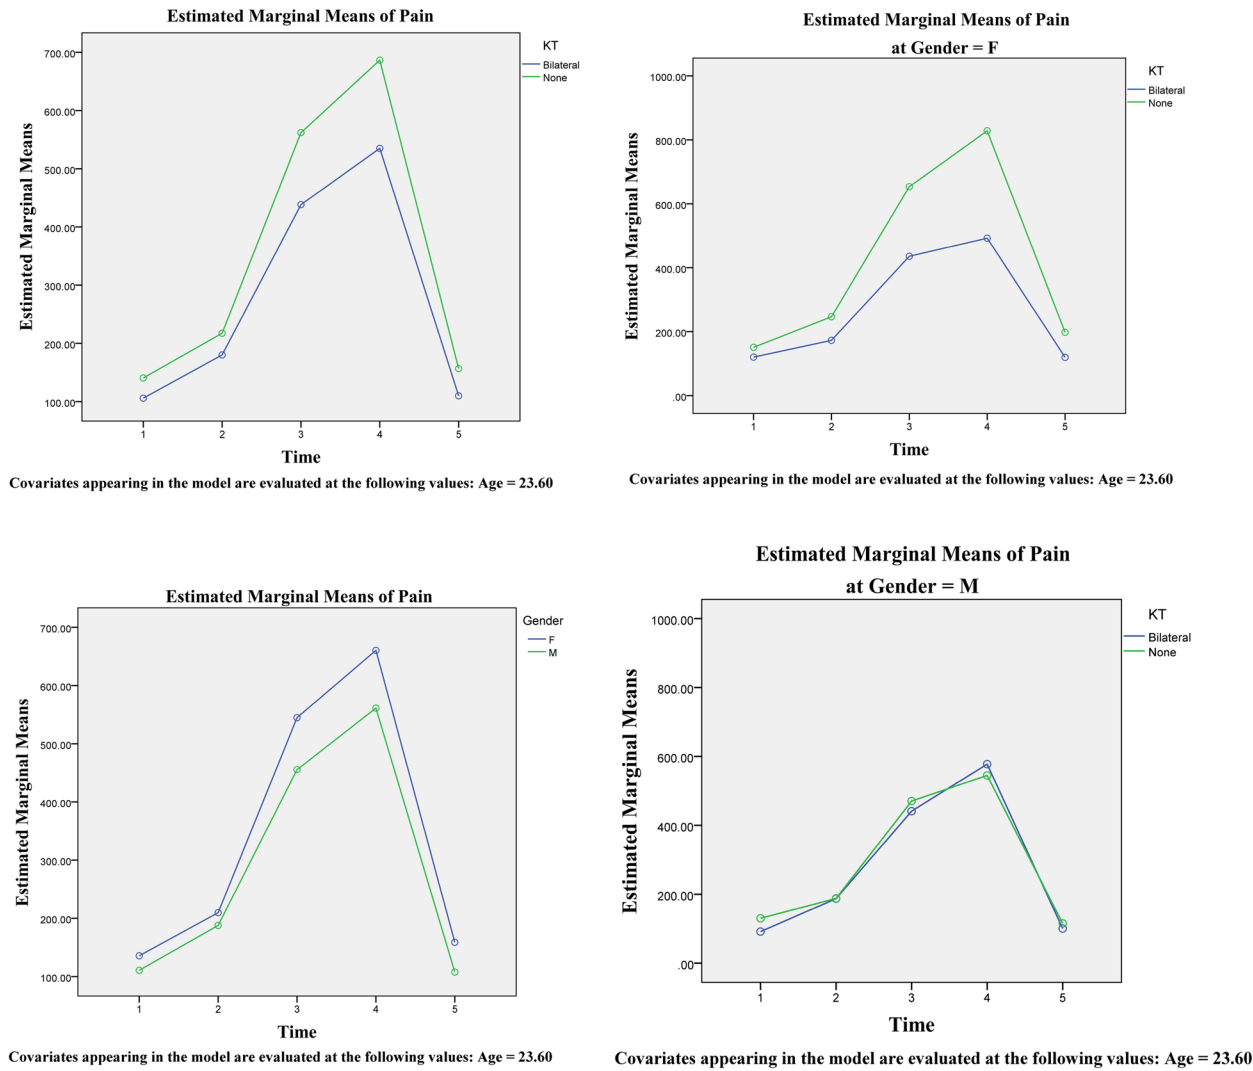 Estimated Marginal Means of Pain
700.00
600.00
500.00
400.00
300.00
200.00
100.00
Estimated Marginal Means
1 2 3 4 5
Time
KT
Bilateral
None
Covariates appearing in the model are evaluated at the following values: Age = 23.60
Estimated Marginal Means of Pain
at Gender = F
1000.00
800.00
600.00
400.00
200.00
.00
Estimated Marginal Means
1 2 3 4 5
Time
KT
Bilateral
None
Covariates appearing in the model are evaluated at the following values: Age = 23.60
Estimated Marginal Means of Pain
700.00
600.00
500.00
400.00
300.00
200.00
100.00
Estimated Marginal Means
1 2 3 4 5
Time
Gender
F
M
Covariates appearing in the model are evaluated at the following values: Age = 23.60
Estimated Marginal Means of Pain
at Gender = M
1000.00
800.00
600.00
400.00
200.00
.00
Estimated Marginal Means
1 2 3 4 5
Time
KT
Bilateral
None
Covariates appearing in the model are evaluated at the following values: Age = 23.60